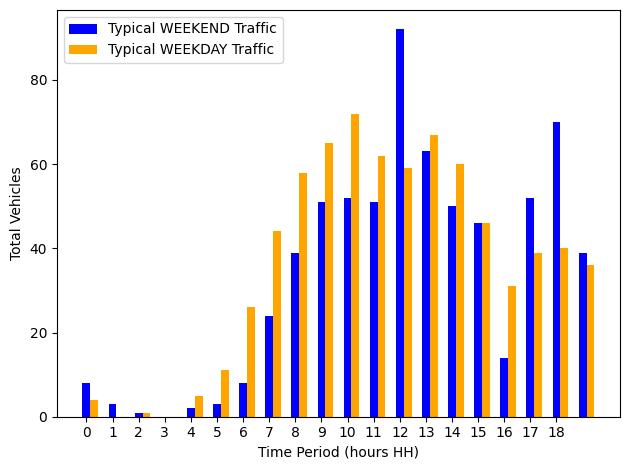 Typical WEEKEND Traffic
Typical WEEKDAY Traffic
80
60
40
20
0
Total Vehicles
0 1 2 3 4 5 6 7 8 9 10 11 12 13 14 15 16 17 18
Time Period (hours HH)